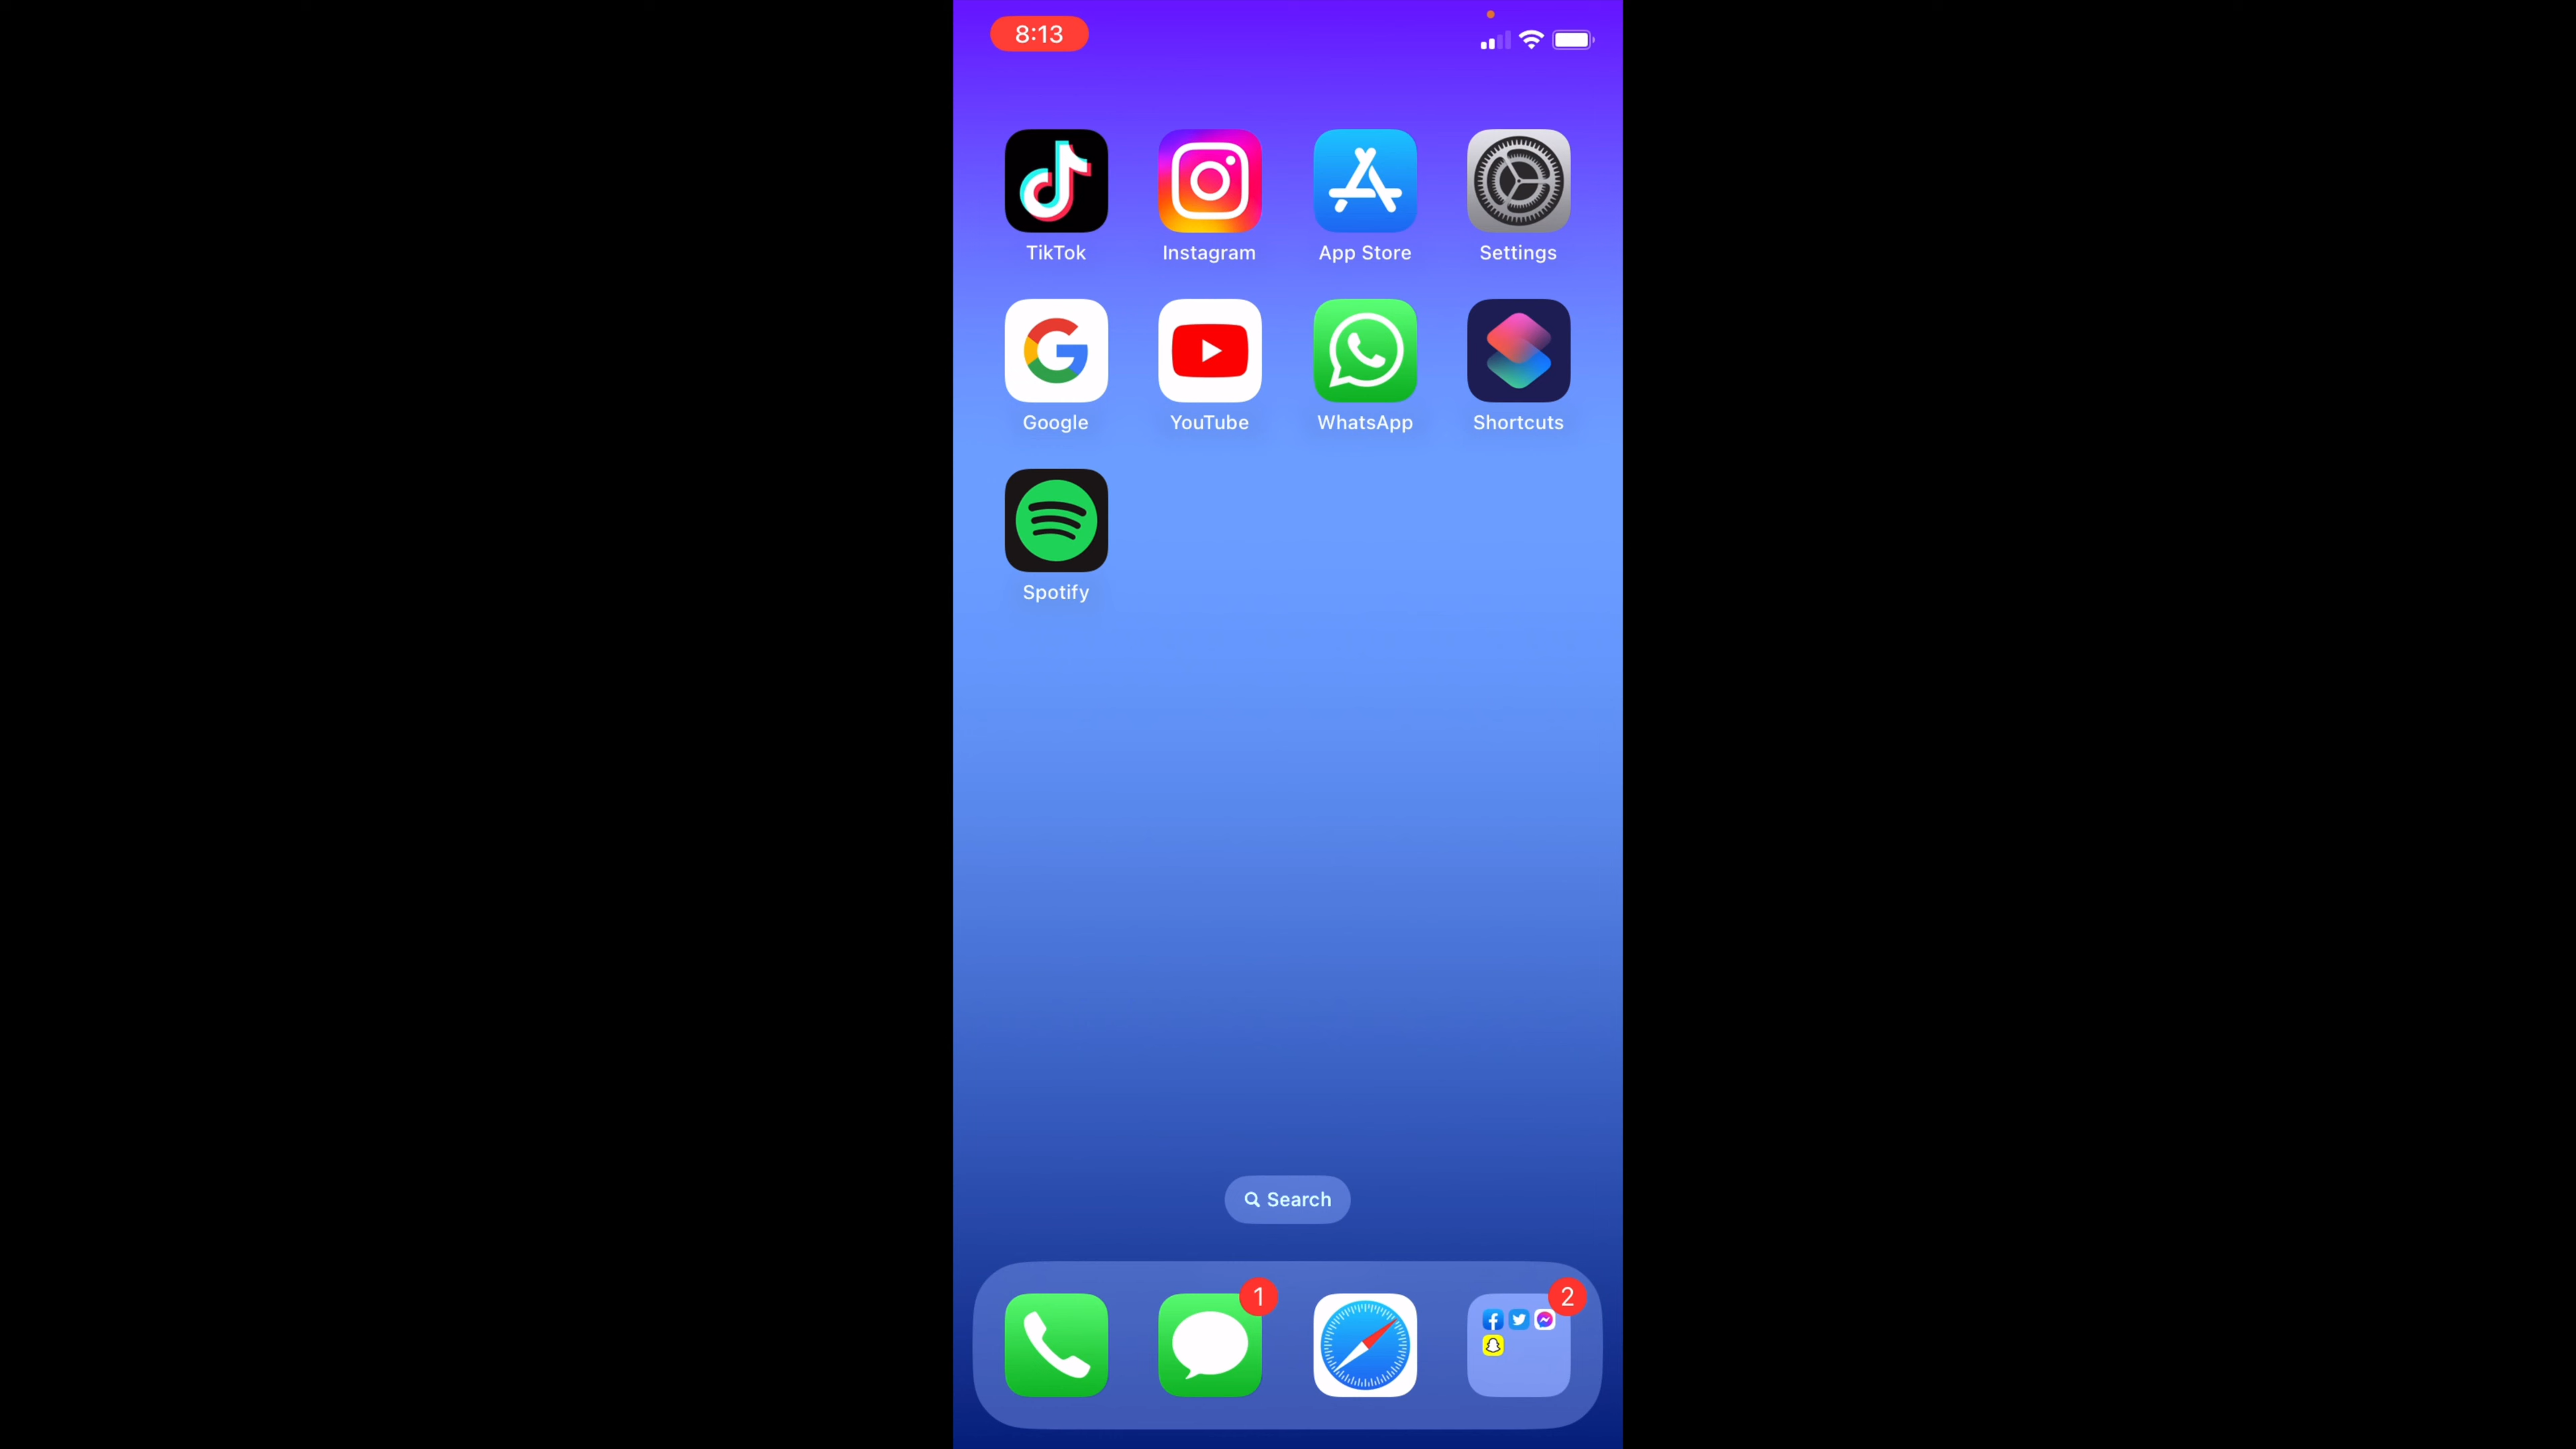 8:13
TikTok Instagram App Store Settings
Google YouTube WhatsApp Shortcuts
Spotify
Search
1 2